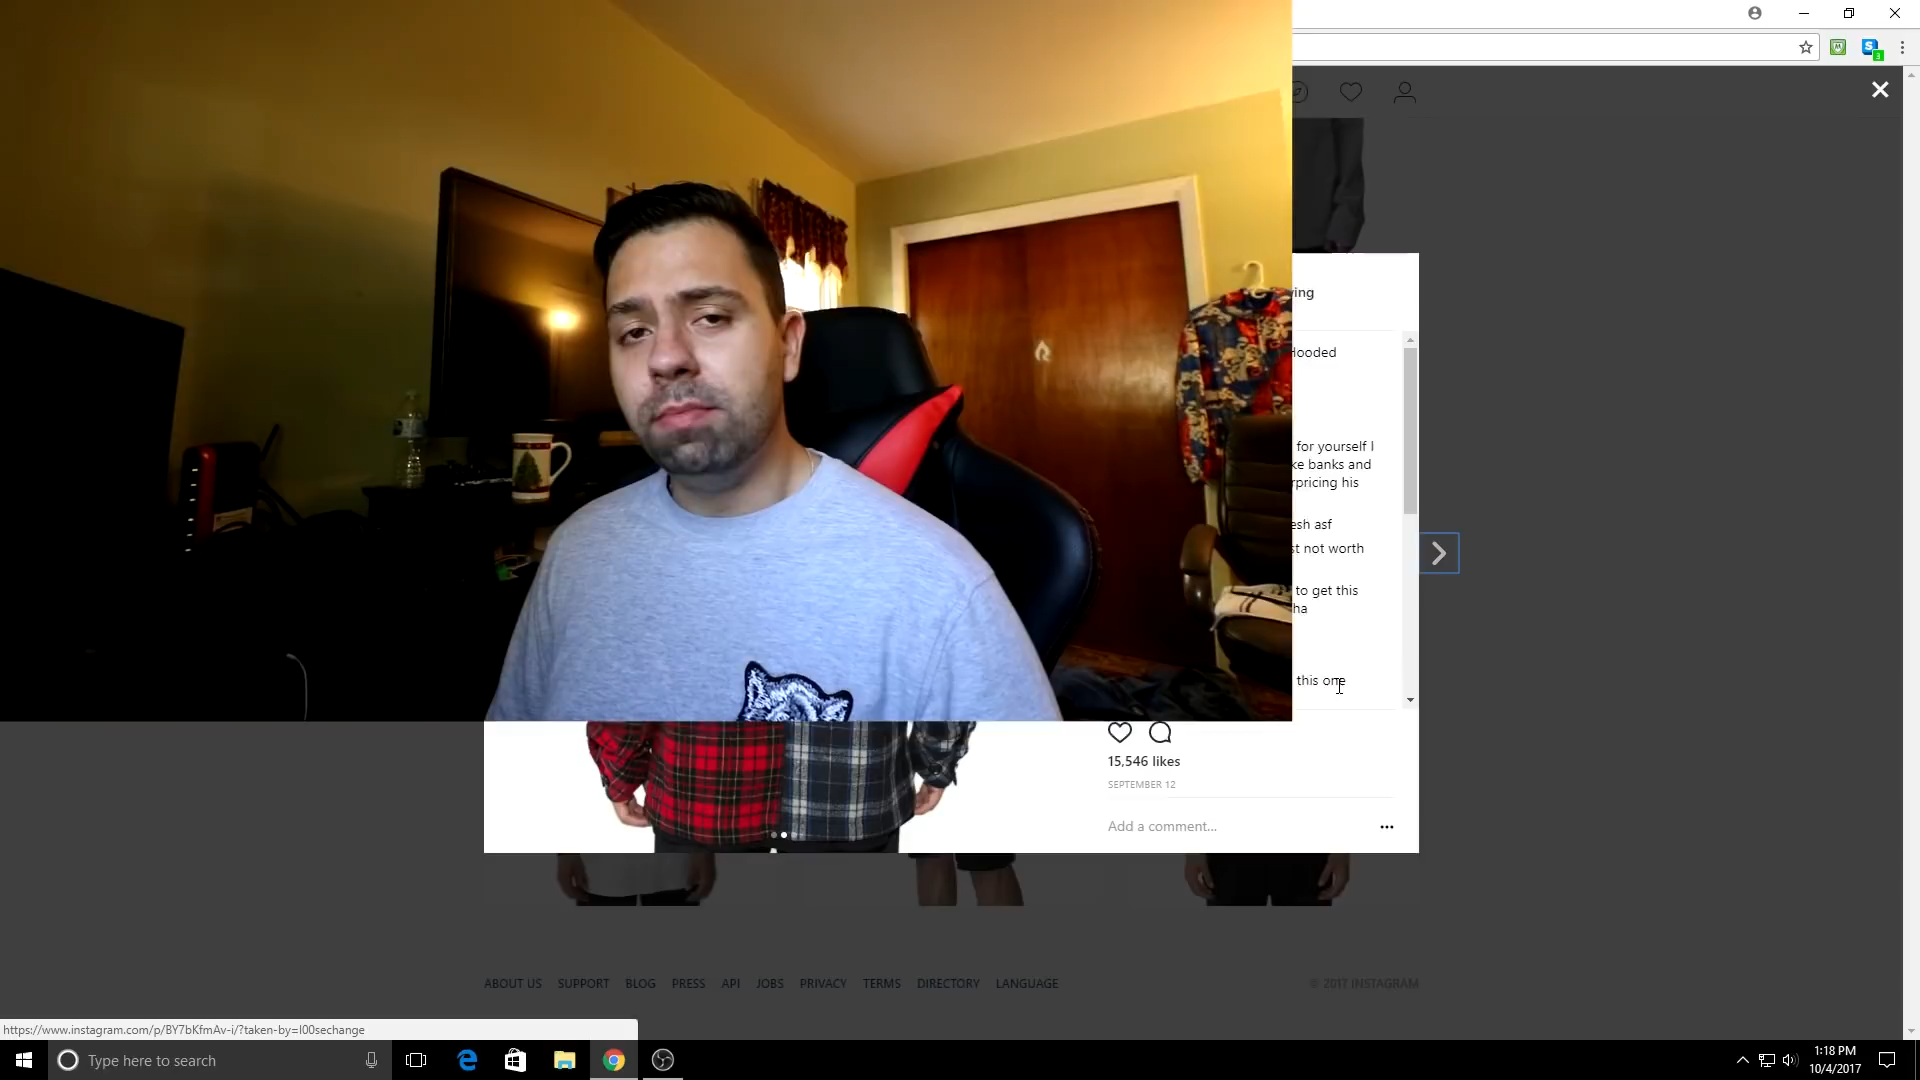 ving
Hooded
for yourself I
ke banks and
rpricing his
esh asf
st not worth
to get this
ha
this one
15,546 likes
SEPTEMBER 12
Add a comment...
ABOUT US SUPPORT BLOG PRESS API JOBS PRIVACY TERMS DIRECTORY LANGUAGE © 2017 INSTAGRAM
https://www.instagram.com/p/BY7bKfmAv-i/?taken-by=l00sechange
Type here to search
1:18 PM
10/4/2017